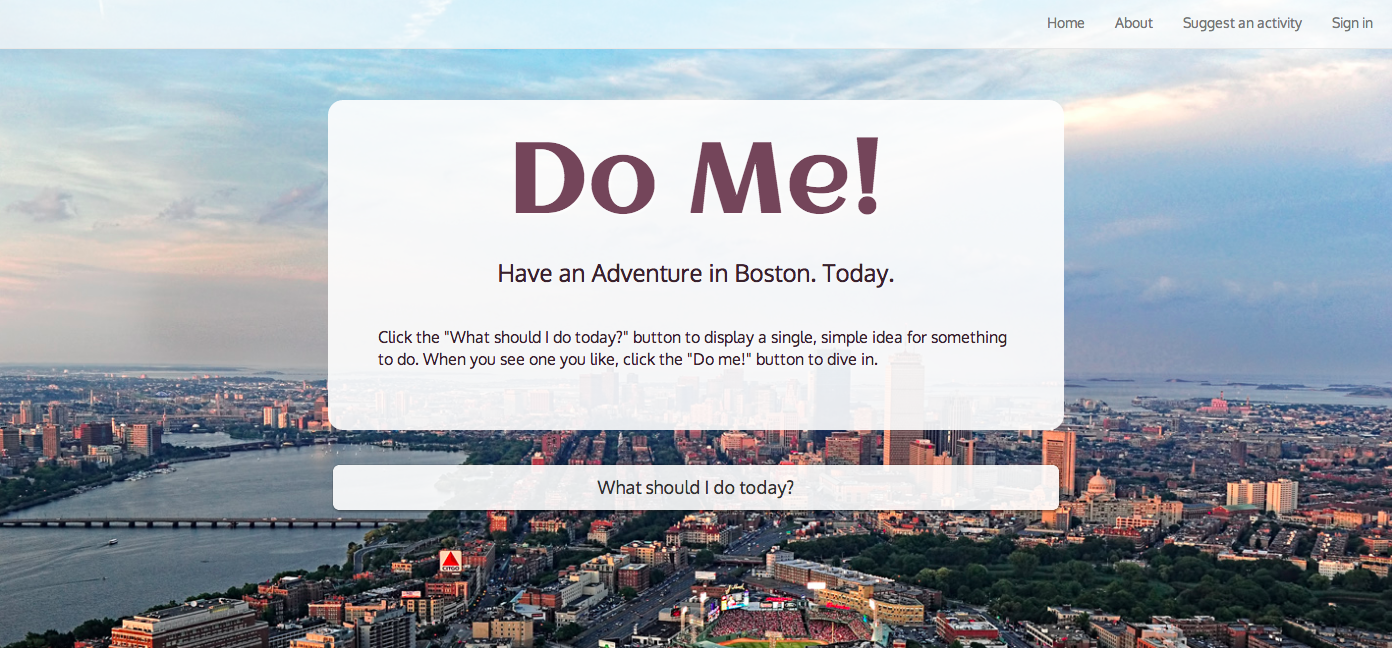 Home About Suggest an activity Sign in
Do Me!
Have an Adventure in Boston. Today.
Click the "What should I do today?" button to display a single, simple idea for something
to do. When you see one you like, click the "Do me!" button to dive in.
What should I do today?
CITGO